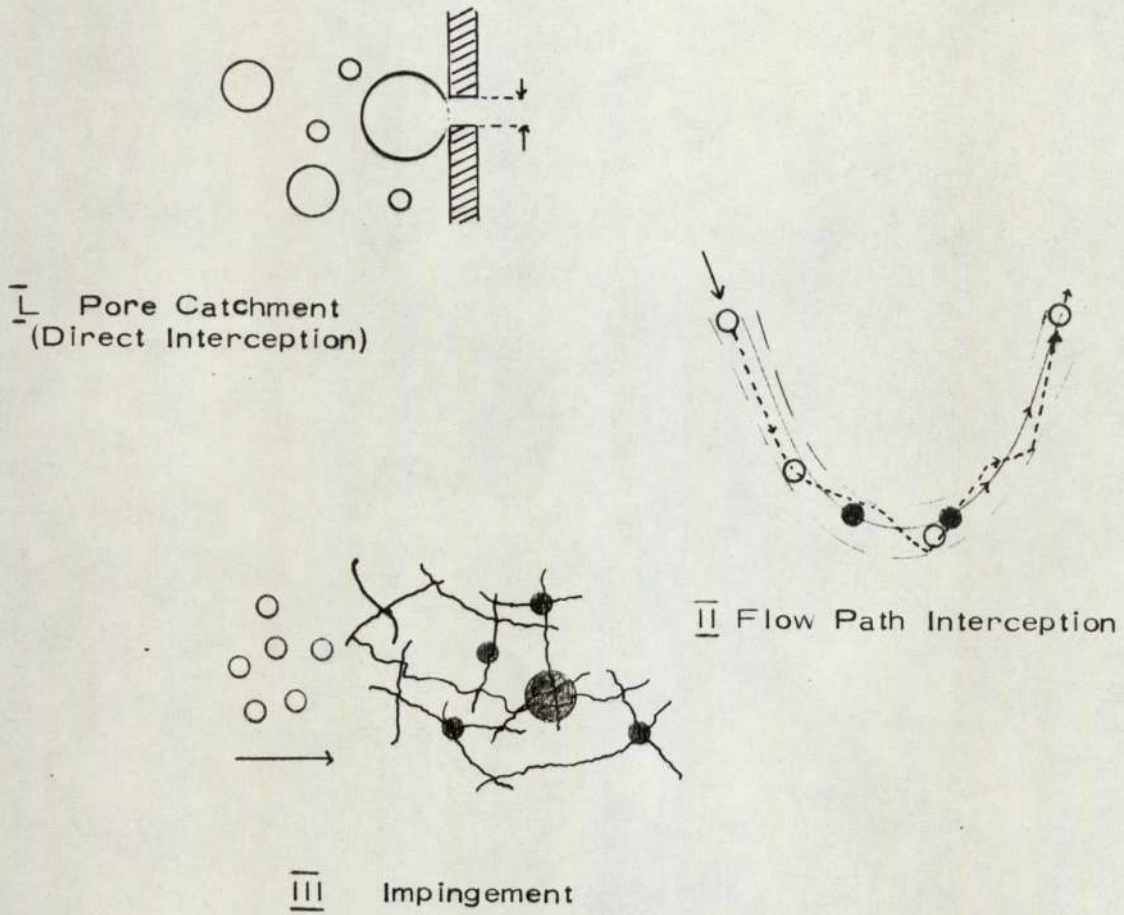 I Pore Catchment
(Direct Interception)
II Flow Path Interception
III Impingement